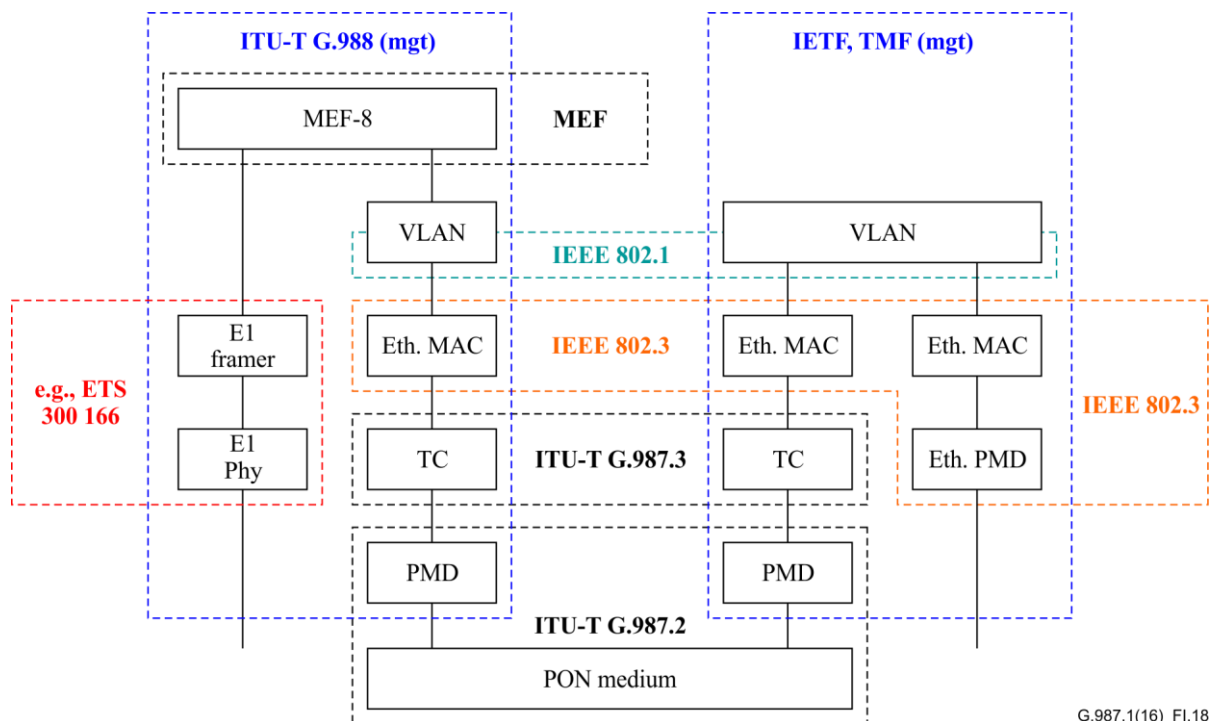 ITU-T G.988 (mgt)
IETF, TMF (mgt)
MEF-8
MEF
VLAN
VLAN
IEEE 802.1
E1
framer
Eth. MAC
IEEE 802.3
Eth. MAC
Eth. MAC
e.g., ETS
300 166
IEEE 802.3
E1
Phy
TC
ITU-T G.987.3
TC
Eth. PMD
PMD
PMD
ITU-T G.987.2
PON medium
G.987.1(16)_FI.18